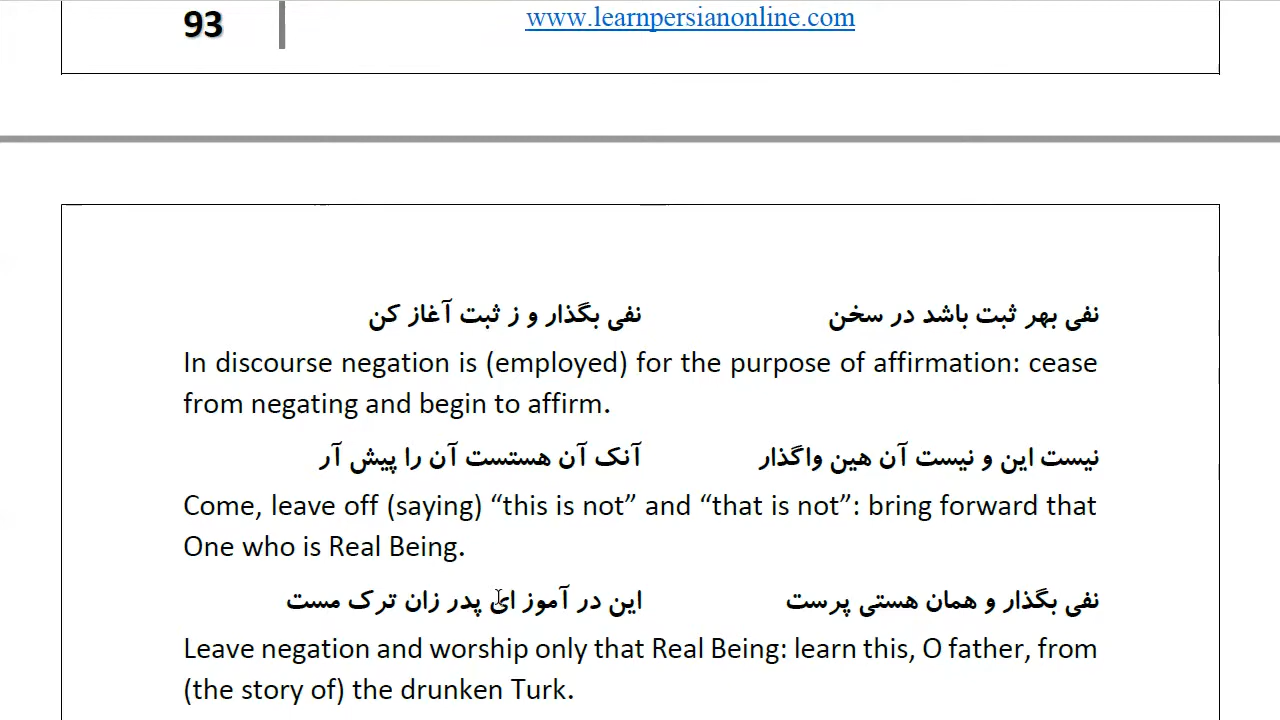 93
www.learnpersianonline.com
نفی بهر ثبت باشد در سخن نفی بگذار و ز ثبت آغاز کن
In discourse negation is (employed) for the purpose of affirmation: cease
from negating and begin to affirm.
نیست این و نیست آن هین واگذار آنک آن هستست آن را پیش آر
Come, leave off (saying) “this is not” and “that is not”: bring forward that
One who is Real Being.
نفی بگذار و همان هستی پرست این در آموز ای پدر زان ترک مست
Leave negation and worship only that Real Being: learn this, O father, from
(the story of) the drunken Turk.